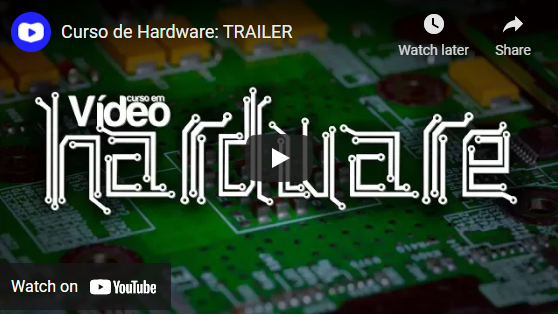 Curso de Hardware: TRAILER
Watch later
Share
curso em
Vídeo
hardware
Watch on YouTube